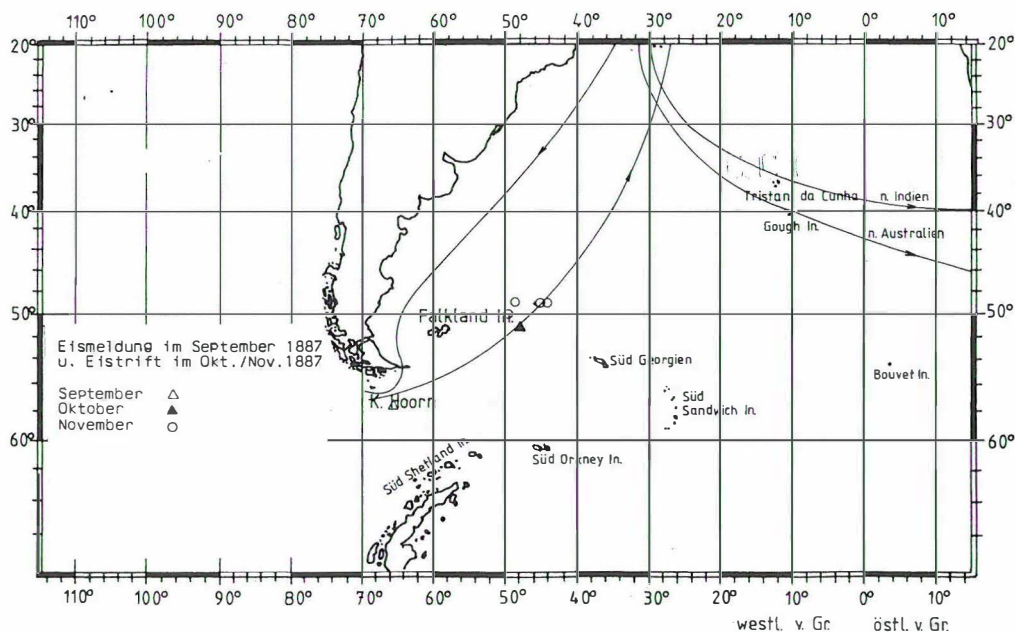 110° 100° 90° 80° 70° 60° 50° 40° 30° 20° 10° 0° 10°
20° 20°
30° 30°
Tristan da Cunha n. Indien
40° 40°
Gough In.
n. Australien
50° 50°
Falkland In.
Eismeldung im September 1887
u. Eistrift im Okt./Nov.1887
Süd Georgien
Bouvet In.
September △
Oktober ▲
November ○
K. Hoorn
Süd
Sandwich In.
60° 60°
Süd Shetland In.
Süd Orkney In.
110° 100° 90° 80° 70° 60° 50° 40° 30° 20° 10° 0° 10°
westl. v. Gr. östl. v. Gr.